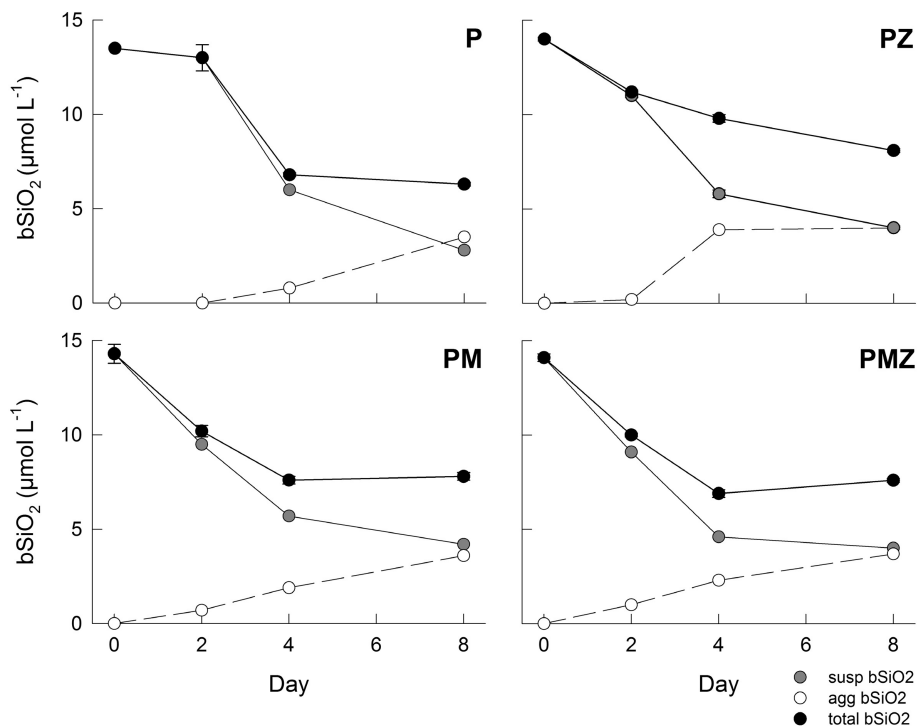 15
10
5
0
bSiO2 (µmol L-1)
P
PZ
15
10
5
0
bSiO2 (µmol L-1)
PM
PMZ
0 2 4 6 8
0 2 4 6 8
Day
Day
susp bSiO2
agg bSiO2
total bSiO2